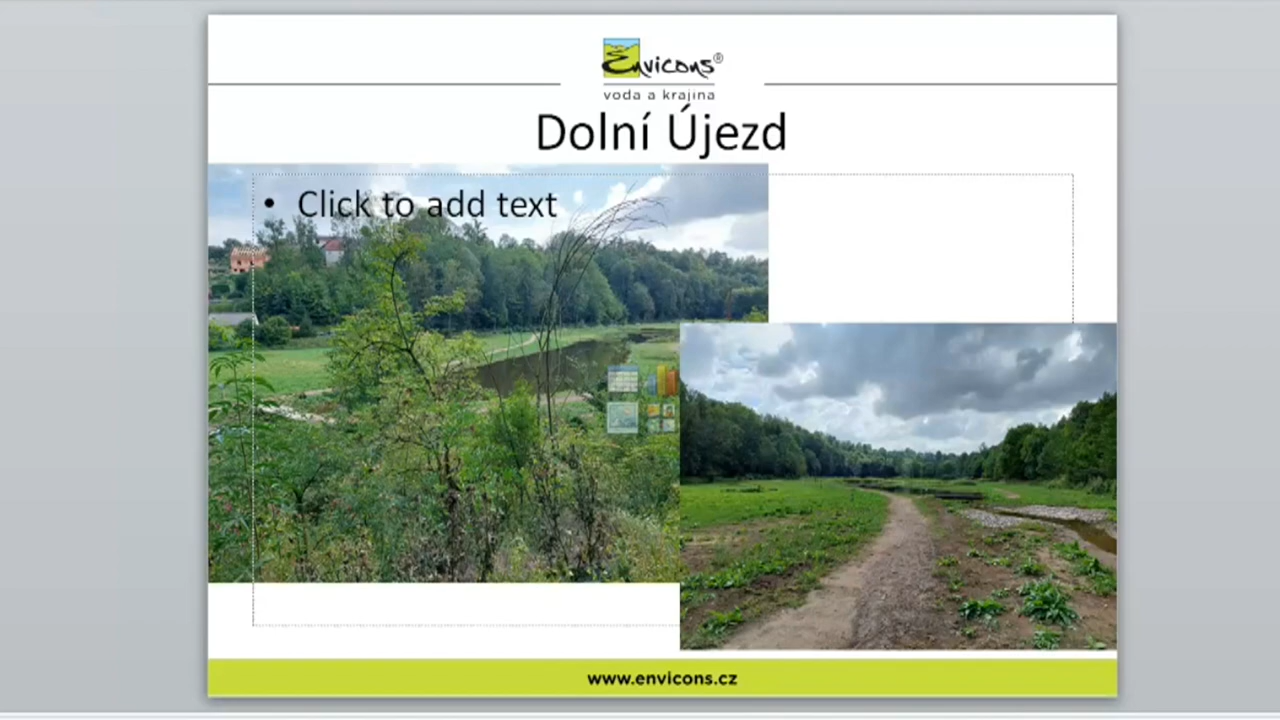 Envicons®
voda a krajina
Dolní Újezd
• Click to add text
www.envicons.cz